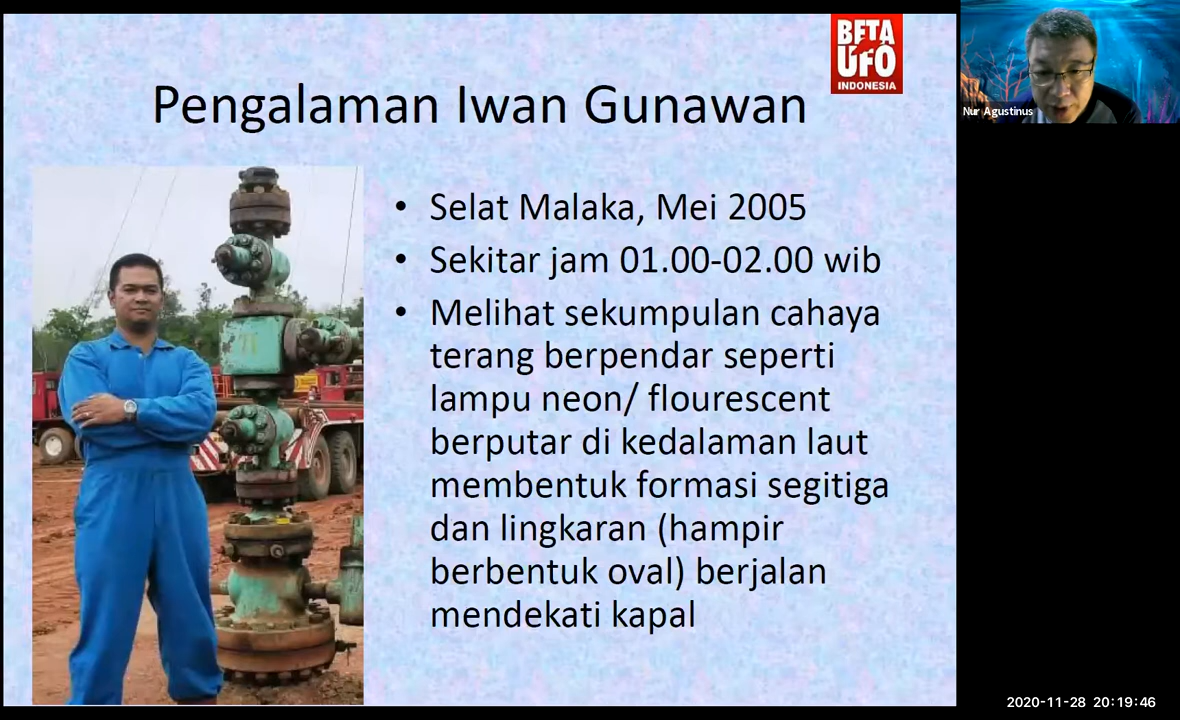 BETA
UFO
INDONESIA
Pengalaman Iwan Gunawan
Nur Agustinus
• Selat Malaka, Mei 2005
• Sekitar jam 01.00-02.00 wib
• Melihat sekumpulan cahaya
terang berpendar seperti
lampu neon/ flourescent
berputar di kedalaman laut
membentuk formasi segitiga
dan lingkaran (hampir
berbentuk oval) berjalan
mendekati kapal
2020-11-28 20:19:46